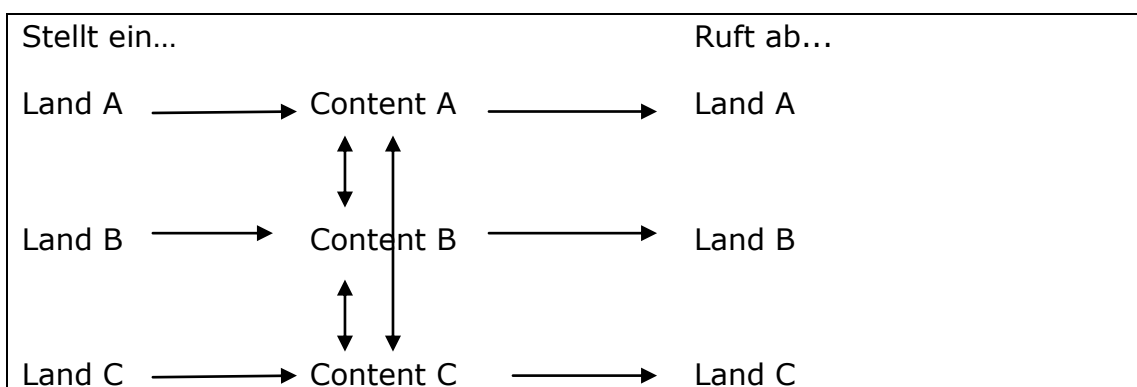 Stellt ein… Ruft ab…
Land A Content A Land A
Land B Content B Land B
Land C Content C Land C